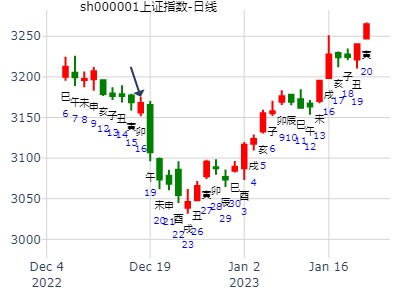 sh000001上证指数-日线
3250
3200
3150
3100
3050
3000
巳 午 未 申 亥 子 丑 寅 卯
6 7 8 9 12 13 14 15 16
午 未 申 酉 戌
19 20 21 22 23
丑 寅 卯 辰 巳
26 27 28 29 30
酉 戌 亥 子
3 4 5 6
卯 辰 巳 午 未
9 10 11 12 13
戌 亥 子 丑 寅
16 17 18 19 20
Dec 4 Dec 19 Jan 2 Jan 16
2022 2023